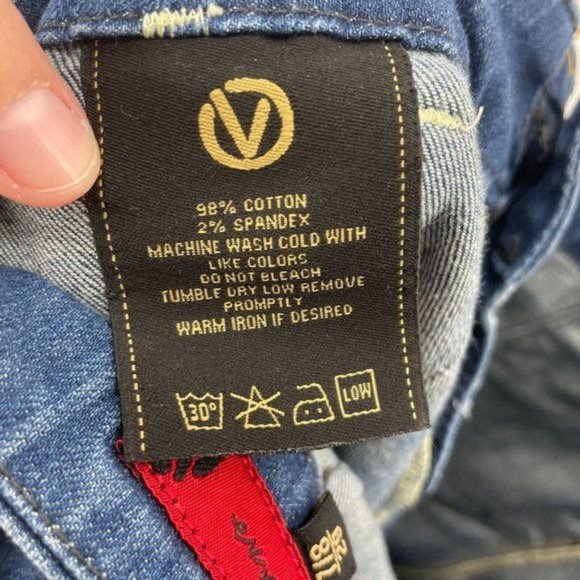 V
98% COTTON
2% SPANDEX
MACHINE WASH COLD WITH
LIKE COLORS
DO NOT BLEACH
TUMBLE DRY LOW REMOVE
PROMPTLY
WARM IRON IF DESIRED
30° LOW